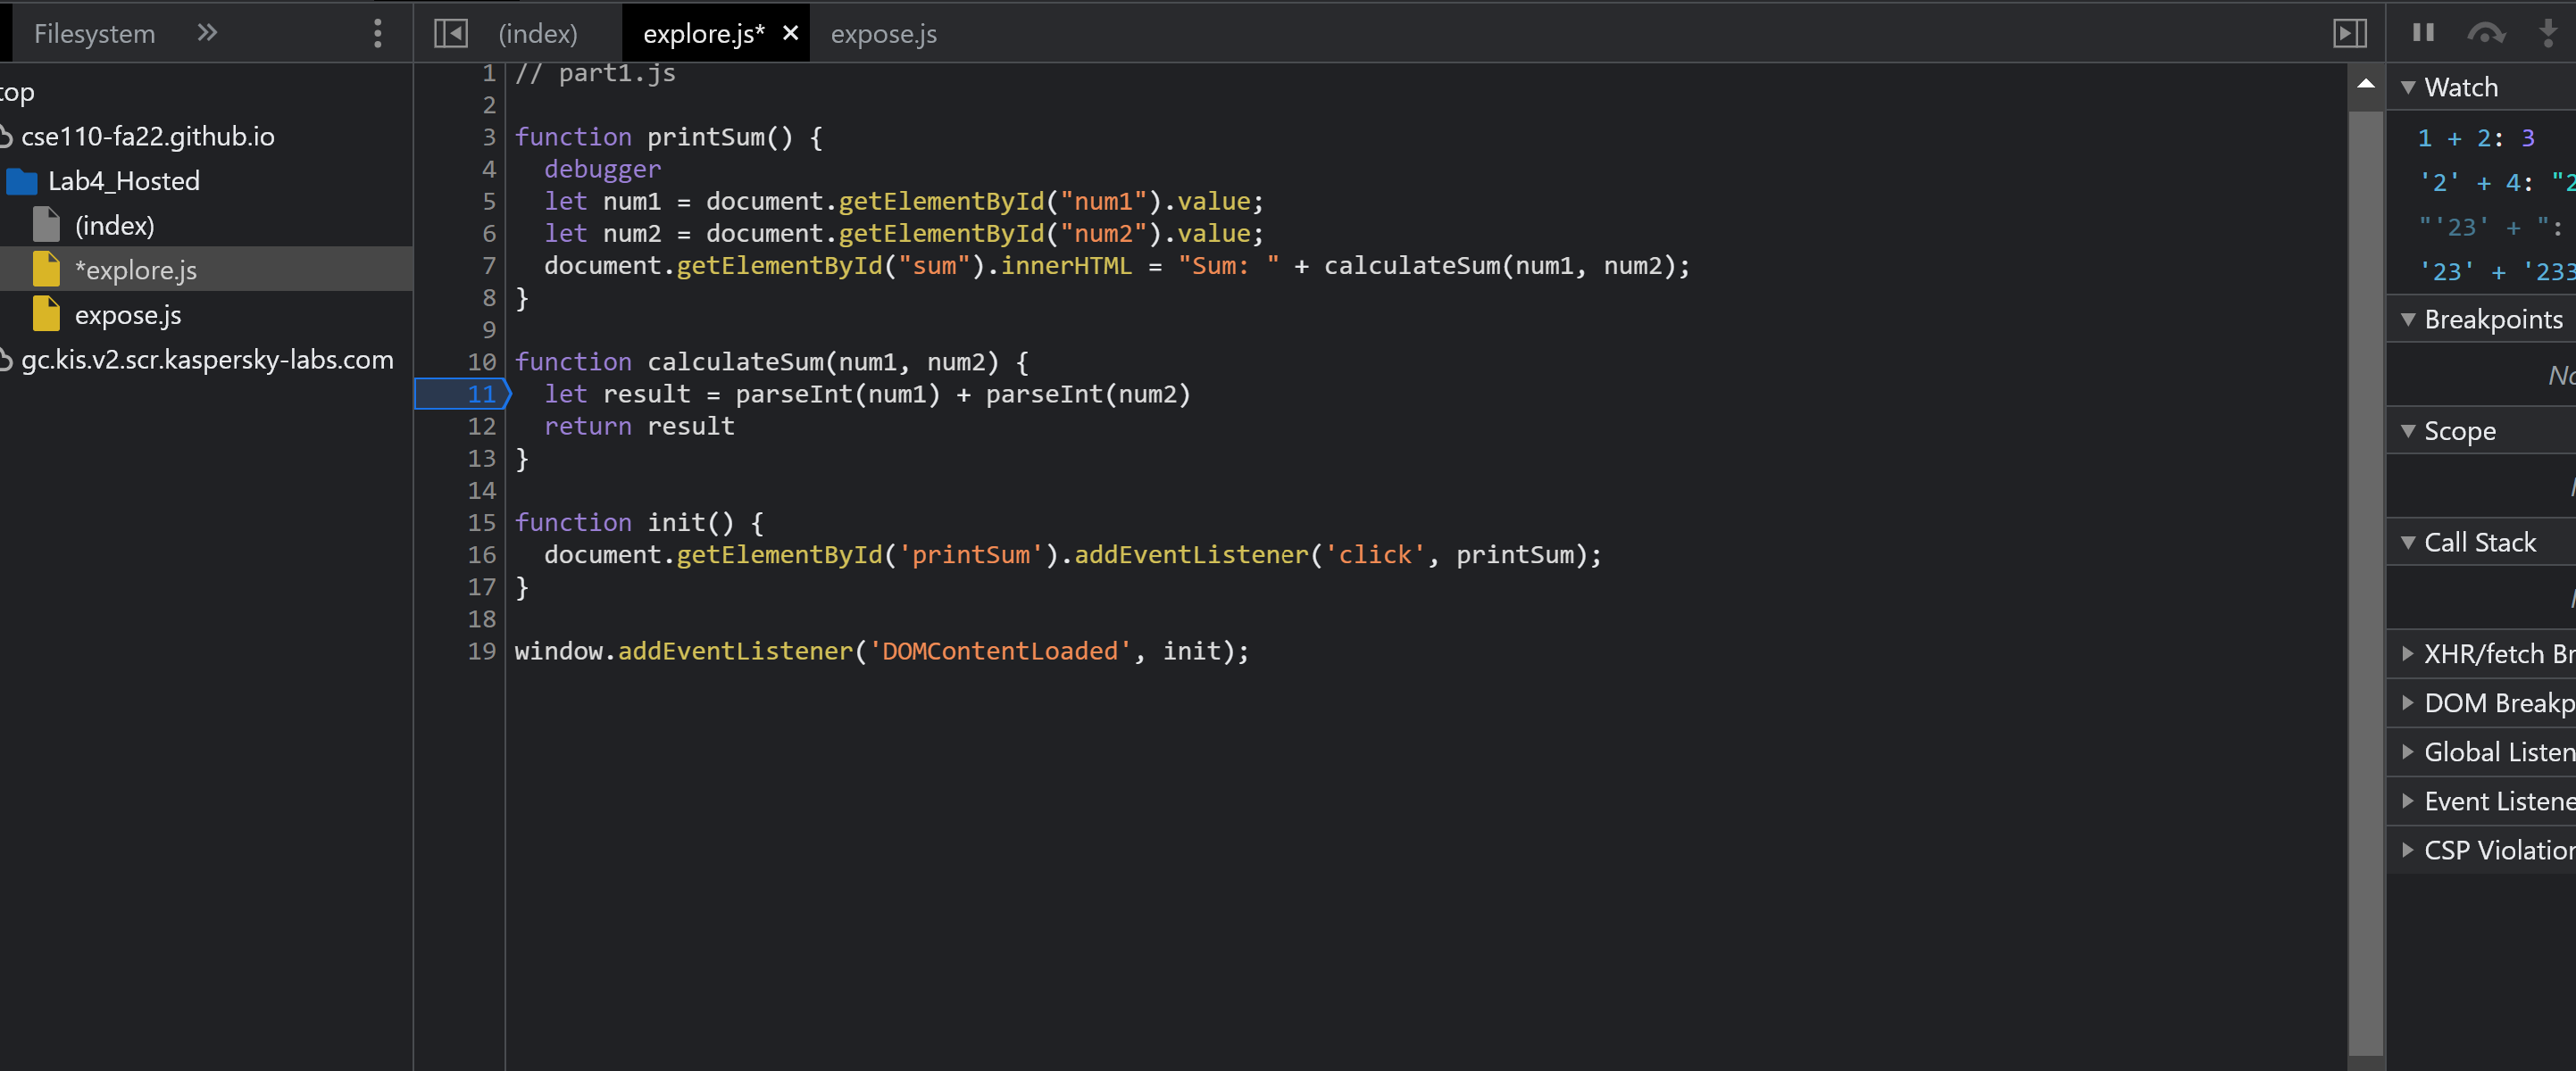 Filesystem »
(index) explore.js* × expose.js
top
cse110-fa22.github.io
Lab4_Hosted
(index)
*explore.js
expose.js
gc.kis.v2.scr.kaspersky-labs.com
1 // part1.js
2
3 function printSum() {
4   debugger
5   let num1 = document.getElementById("num1").value;
6   let num2 = document.getElementById("num2").value;
7   document.getElementById("sum").innerHTML = "Sum: " + calculateSum(num1, num2);
8 }
9
10 function calculateSum(num1, num2) {
11   let result = parseInt(num1) + parseInt(num2)
12   return result
13 }
14
15 function init() {
16   document.getElementById('printSum').addEventListener('click', printSum);
17 }
18
19 window.addEventListener('DOMContentLoaded', init);
Watch
1 + 2: 3
'2' + 4: "2
"'23' + ":
'23' + '233
Breakpoints
No
Scope
Call Stack
XHR/fetch Br
DOM Breakp
Global Listen
Event Listene
CSP Violation